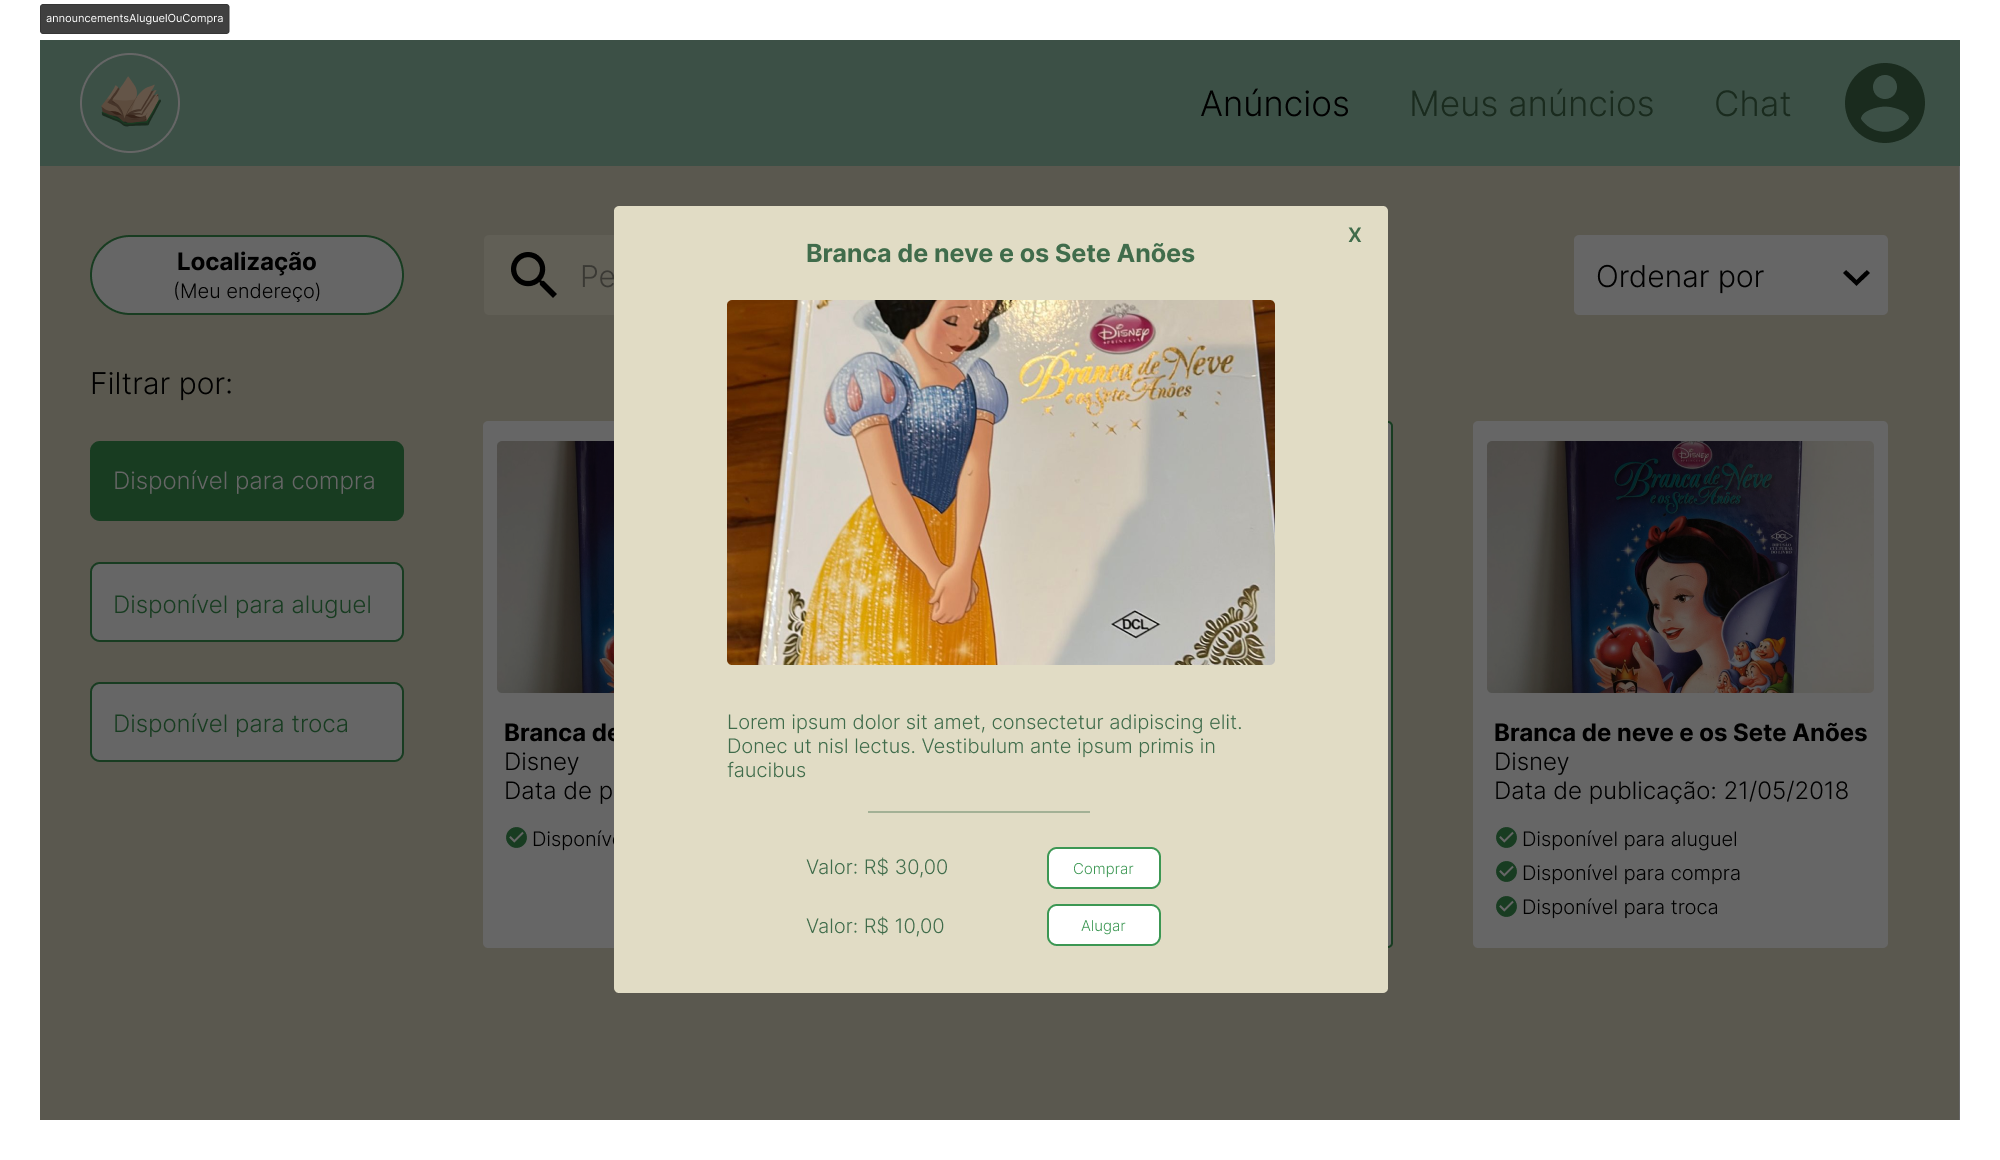 announcementsAluguelOuCompra
Anúncios
Meus anúncios
Chat
Localização
(Meu endereço)
Pe
Ordenar por
Filtrar por:
Disponível para compra
Disponível para aluguel
Disponível para troca
Branca de
Disney
Data de p
Disponíve
X
Branca de neve e os Sete Anões
Disney
PRINCESA
Branca de Neve
e os Sete Anões
DCL
Lorem ipsum dolor sit amet, consectetur adipiscing elit.
Donec ut nisl lectus. Vestibulum ante ipsum primis in
faucibus
Valor: R$ 30,00
Comprar
Valor: R$ 10,00
Alugar
Disney
Branca de Neve
e os Sete Anões
DCL
Branca de neve e os Sete Anões
Disney
Data de publicação: 21/05/2018
Disponível para aluguel
Disponível para compra
Disponível para troca